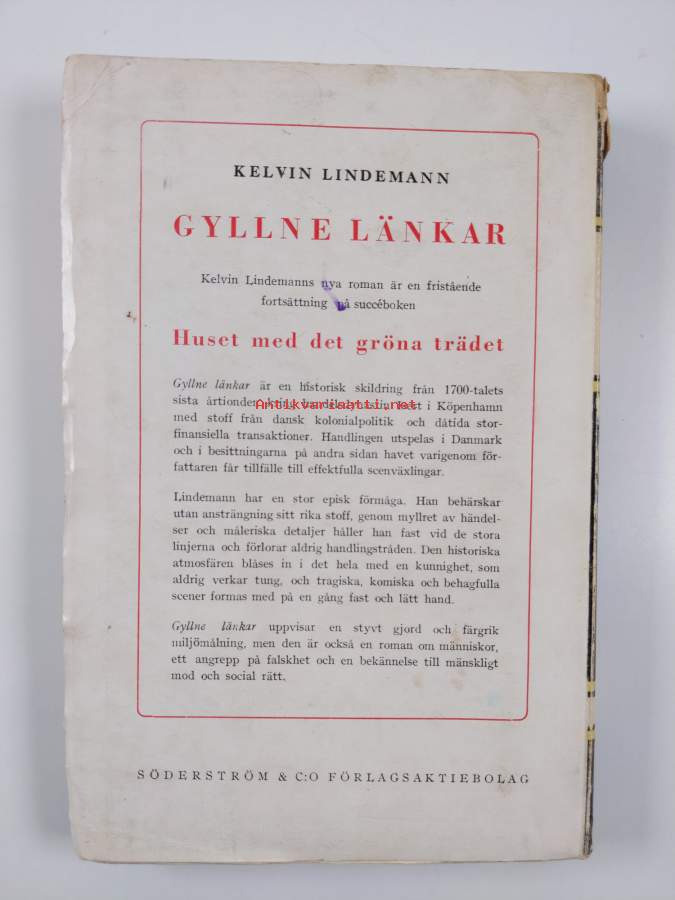 KELVIN LINDEMANN
GYLLNE LÄNKAR
Kelvin Lindemanns nya roman är en fristående
fortsättning på succéboken
Huset med det gröna trädet
Gyllne länkar är en historisk skildring från 1700-talets
sista årtionden kring
i Köpenhamn
Antikvariaatti.net
med stoff från dansk kolonialpolitik och dåtida stor-
finansiella transaktioner. Handlingen utspelas i Danmark
och i besittningarna på andra sidan havet varigenom för-
fattaren får tillfälle till effektfulla scenväxlingar.
Lindemann har en stor episk förmåga. Han behärskar
utan ansträngning sitt rika stoff, genom myllret av händel-
ser och måleriska detaljer håller han fast vid de stora
linjerna och förlorar aldrig handlingstråden. Den historiska
atmosfären blåses in i det hela med en kunnighet, som
aldrig verkar tung, och tragiska, komiska och behagfulla
scener formas med på en gång fast och lätt hand.
Gyllne länkar uppvisar en styvt gjord och färgrik
miljömålning, men den är också en roman om människor,
ett angrepp på falskhet och en bekännelse till mänskligt
mod och social rätt.
SÖDERSTRÖM & C:O FÖRLAGSAKTIEBOLAG